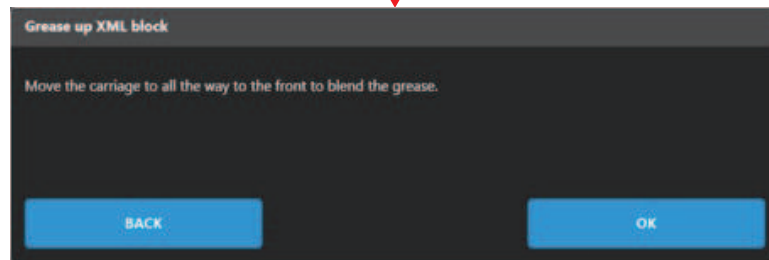 Grease up XML block
Move the carriage to all the way to the front to blend the grease.
BACK
OK